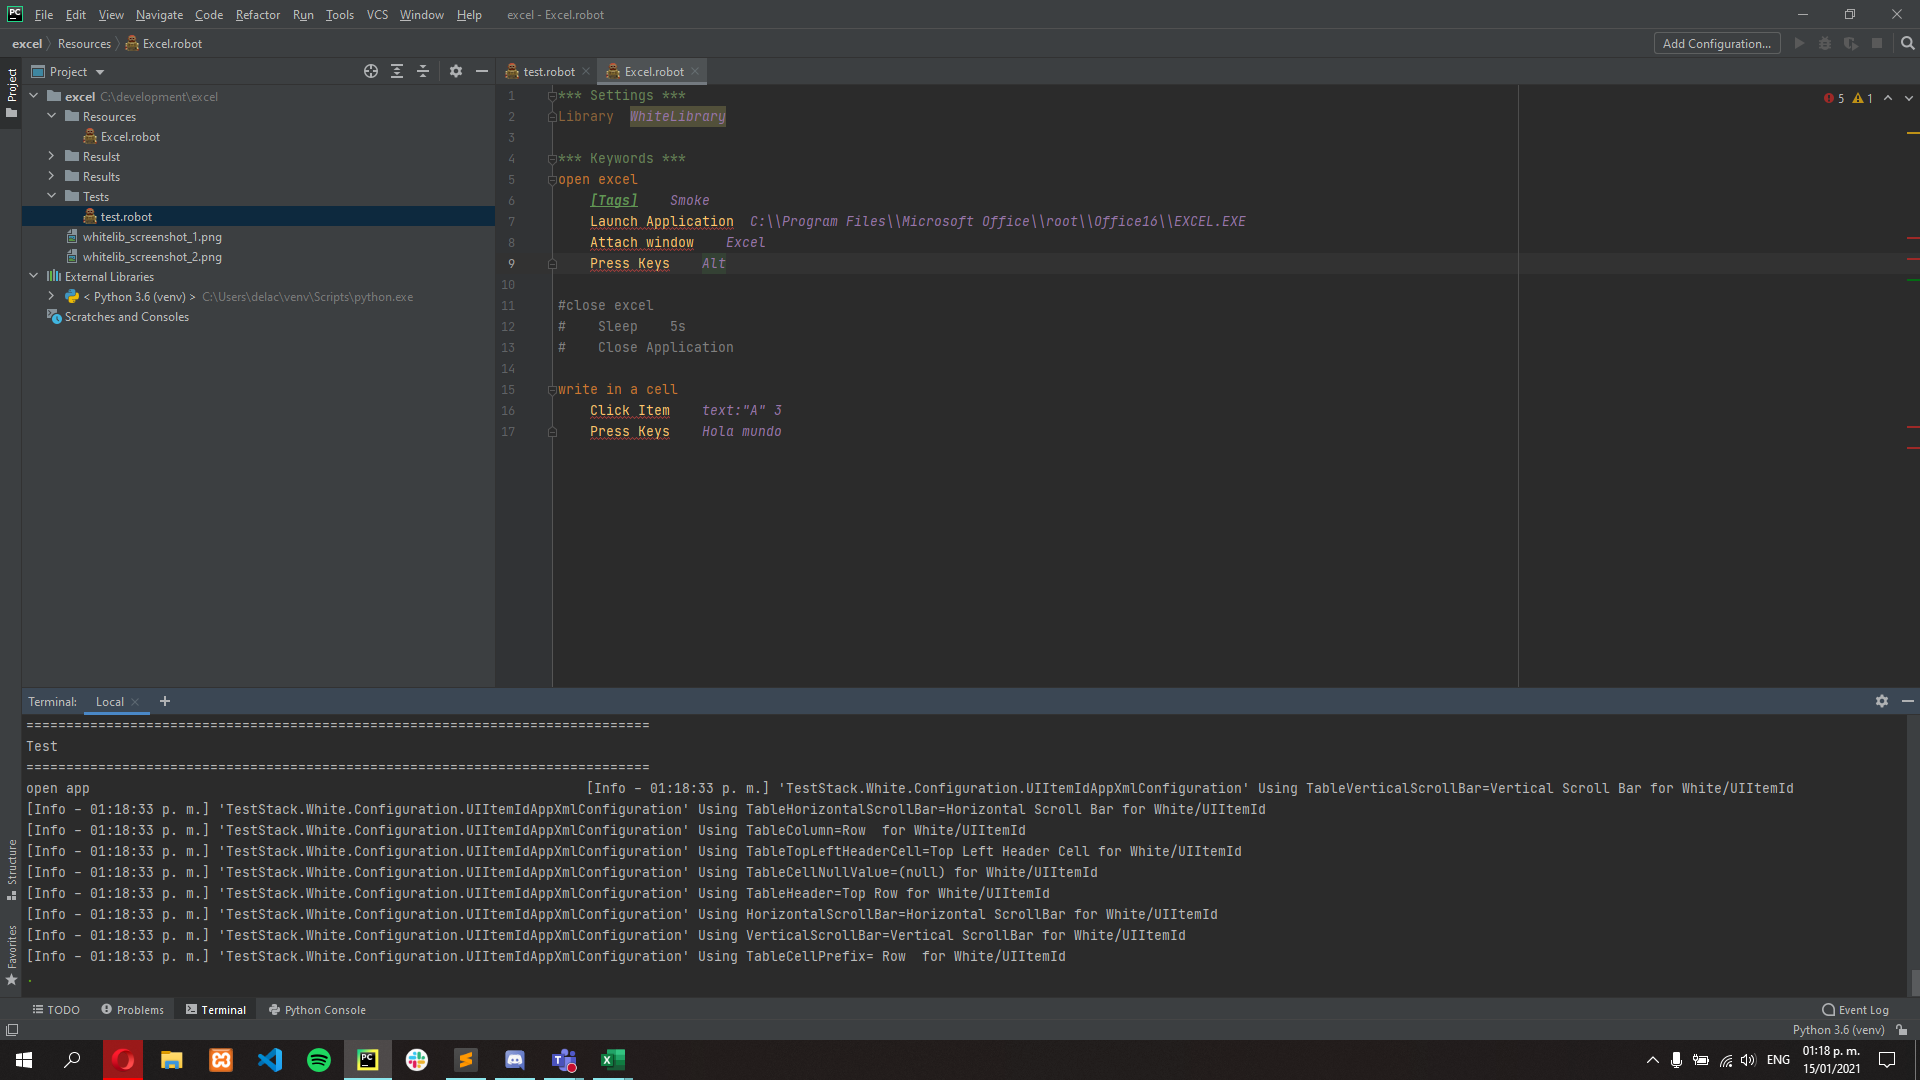 PC File Edit View Navigate Code Refactor Run Tools VCS Window Help excel - Excel.robot
excel Resources Excel.robot
Add Configuration...
Project
Project
excel C:\development\excel
Resources
Excel.robot
Resulst
Results
Tests
test.robot
whitelib_screenshot_1.png
whitelib_screenshot_2.png
External Libraries
< Python 3.6 (venv) > C:\Users\delac\venv\Scripts\python.exe
Scratches and Consoles
test.robot
Excel.robot
5 1
1 *** Settings ***
2 Library WhiteLibrary
3
4 *** Keywords ***
5 open excel
6 [Tags] Smoke
7 Launch Application C:\\Program Files\\Microsoft Office\\root\\Office16\\EXCEL.EXE
8 Attach window Excel
9 Press Keys Alt
10
11 #close excel
12 # Sleep 5s
13 # Close Application
14
15 write in a cell
16 Click Item text:"A" 3
17 Press Keys Hola mundo
Terminal: Local +
==============================================================================
Test
==============================================================================
open app [Info - 01:18:33 p. m.] 'TestStack.White.Configuration.UIItemIdAppXmlConfiguration' Using TableVerticalScrollBar=Vertical Scroll Bar for White/UIItemId
[Info - 01:18:33 p. m.] 'TestStack.White.Configuration.UIItemIdAppXmlConfiguration' Using TableHorizontalScrollBar=Horizontal Scroll Bar for White/UIItemId
[Info - 01:18:33 p. m.] 'TestStack.White.Configuration.UIItemIdAppXmlConfiguration' Using TableColumn=Row  for White/UIItemId
[Info - 01:18:33 p. m.] 'TestStack.White.Configuration.UIItemIdAppXmlConfiguration' Using TableTopLeftHeaderCell=Top Left Header Cell for White/UIItemId
[Info - 01:18:33 p. m.] 'TestStack.White.Configuration.UIItemIdAppXmlConfiguration' Using TableCellNullValue=(null) for White/UIItemId
[Info - 01:18:33 p. m.] 'TestStack.White.Configuration.UIItemIdAppXmlConfiguration' Using TableHeader=Top Row for White/UIItemId
[Info - 01:18:33 p. m.] 'TestStack.White.Configuration.UIItemIdAppXmlConfiguration' Using HorizontalScrollBar=Horizontal ScrollBar for White/UIItemId
[Info - 01:18:33 p. m.] 'TestStack.White.Configuration.UIItemIdAppXmlConfiguration' Using VerticalScrollBar=Vertical ScrollBar for White/UIItemId
[Info - 01:18:33 p. m.] 'TestStack.White.Configuration.UIItemIdAppXmlConfiguration' Using TableCellPrefix= Row  for White/UIItemId
.
Structure
Favorites
TODO Problems Terminal Python Console Event Log
Python 3.6 (venv)
PC
ENG
01:18 p. m.
15/01/2021